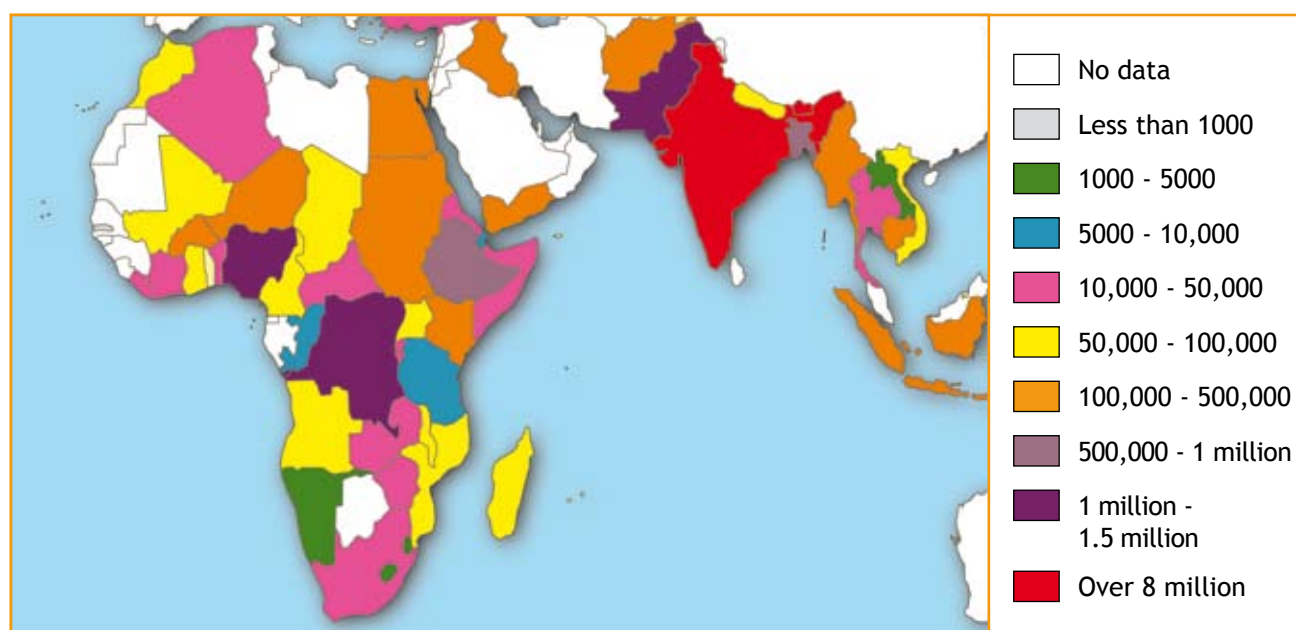 No data
Less than 1000
1000 - 5000
5000 - 10,000
10,000 - 50,000
50,000 - 100,000
100,000 - 500,000
500,000 - 1 million
1 million -
1.5 million
Over 8 million